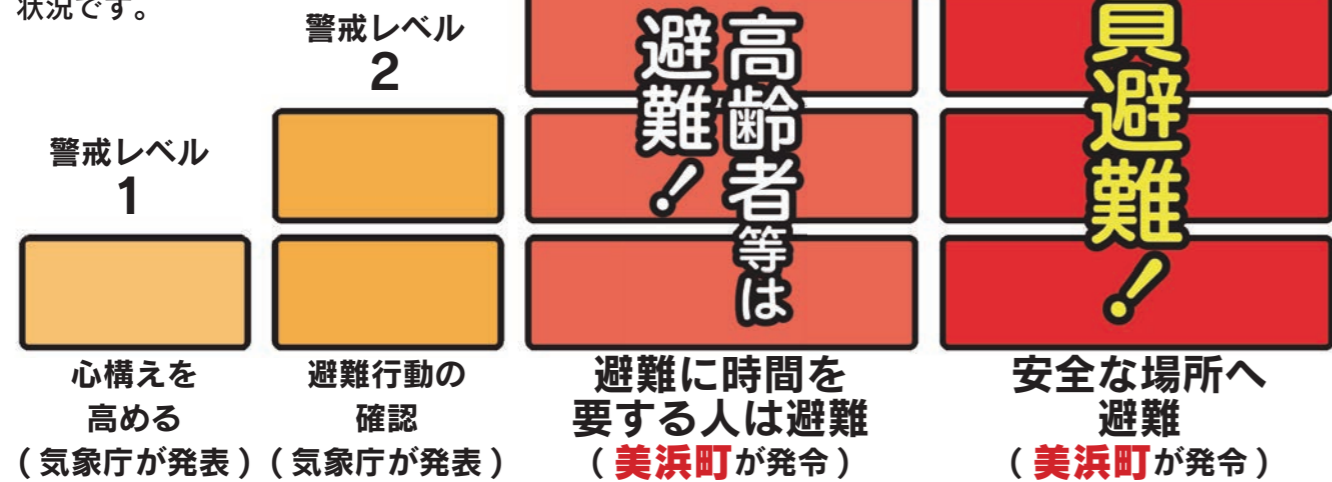 状況です。
警戒レベル
1
心構えを
高める
(気象庁が発表)
警戒レベル
2
避難行動の
確認
(気象庁が発表)
高齢者等は
避難!
避難に時間を
要する人は避難
(美浜町が発令)
員避難!
安全な場所へ
避難
(美浜町が発令)